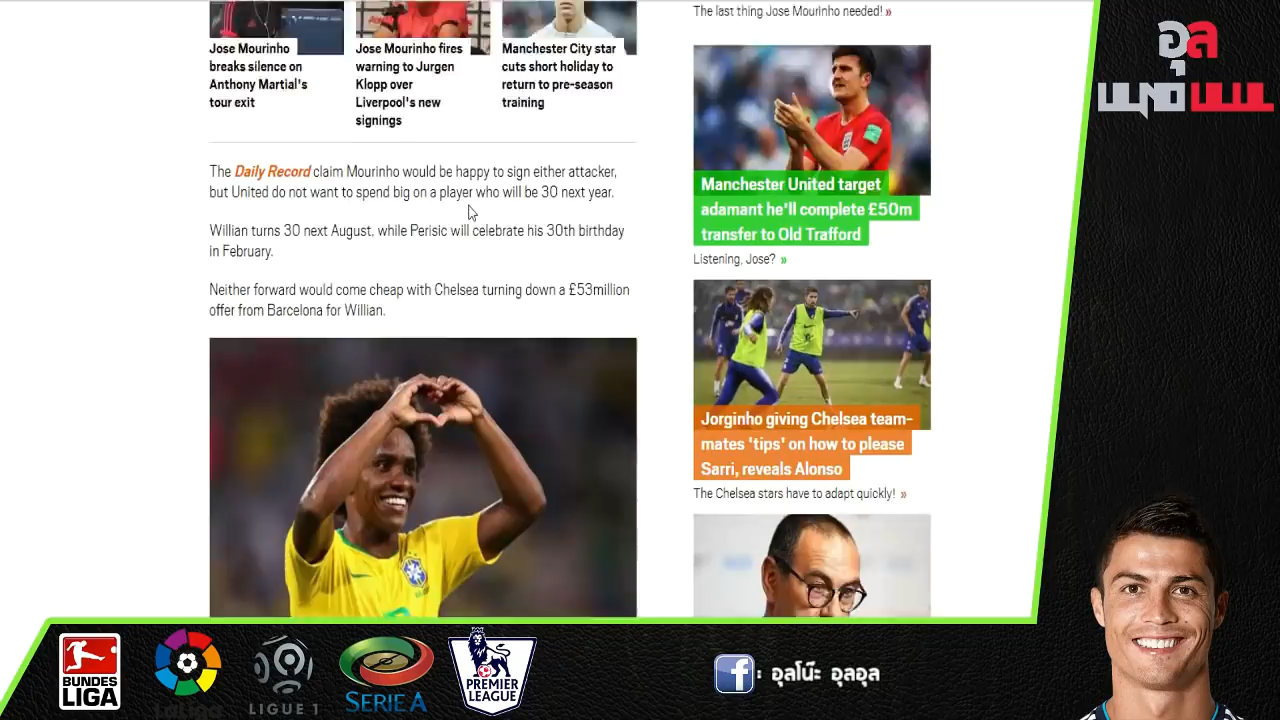 Jose Mourinho
breaks silence on
Anthony Martial's
tour exit
Jose Mourinho fires
warning to Jurgen
Klopp over
Liverpool's new
signings
Manchester City star
cuts short holiday to
return to pre-season
training
The Daily Record claim Mourinho would be happy to sign either attacker,
but United do not want to spend big on a player who will be 30 next year.
Willian turns 30 next August, while Perisic will celebrate his 30th birthday
in February.
Neither forward would come cheap with Chelsea turning down a £53million
offer from Barcelona for Willian.
The last thing Jose Mourinho needed! »
Manchester United target
adamant he'll complete £50m
transfer to Old Trafford
Listening, Jose? »
Jorginho giving Chelsea team-
mates 'tips' on how to please
Sarri, reveals Alonso
The Chelsea stars have to adapt quickly! »
อุล
BUNDES
LIGA
LaLiga
LIGUE 1
SERIE A
PREMIER
LEAGUE
f : อุลโน๊ะ อุลอุล